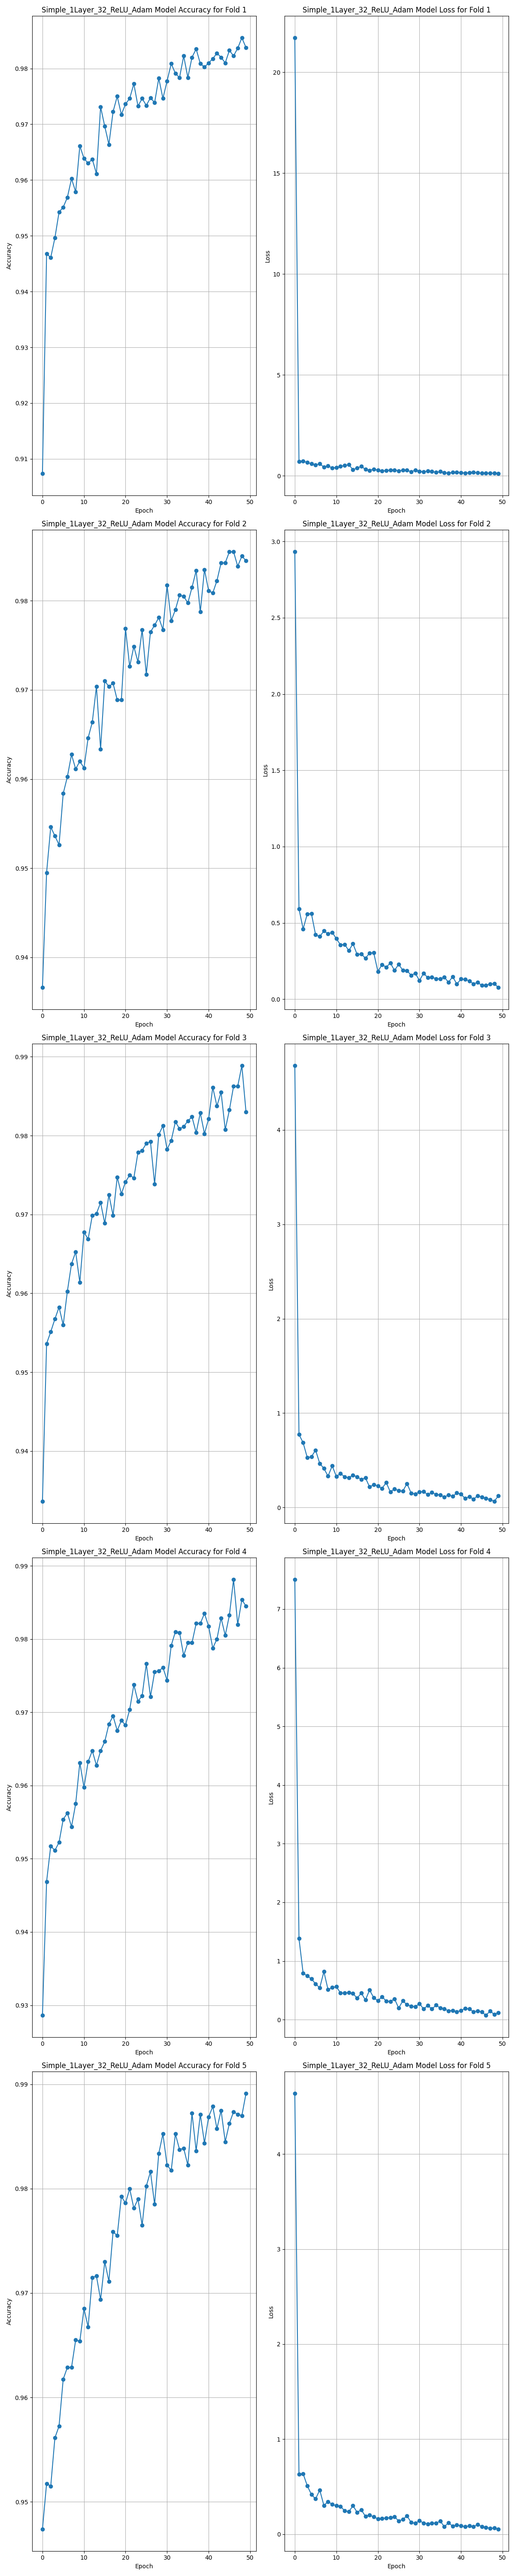 Simple_1Layer_32_ReLU_Adam Model Accuracy for Fold 1
0.98
0.97
0.96
0.95
0.94
0.93
0.92
0.91
Accuracy
0 10 20 30 40 50
Epoch
Simple_1Layer_32_ReLU_Adam Model Loss for Fold 1
20
15
10
5
0
Loss
0 10 20 30 40 50
Epoch
Simple_1Layer_32_ReLU_Adam Model Accuracy for Fold 2
0.98
0.97
0.96
0.95
0.94
Accuracy
0 10 20 30 40 50
Epoch
Simple_1Layer_32_ReLU_Adam Model Loss for Fold 2
3.0
2.5
2.0
1.5
1.0
0.5
0.0
Loss
0 10 20 30 40 50
Epoch
Simple_1Layer_32_ReLU_Adam Model Accuracy for Fold 3
0.99
0.98
0.97
0.96
0.95
0.94
Accuracy
0 10 20 30 40 50
Epoch
Simple_1Layer_32_ReLU_Adam Model Loss for Fold 3
4
3
2
1
0
Loss
0 10 20 30 40 50
Epoch
Simple_1Layer_32_ReLU_Adam Model Accuracy for Fold 4
0.99
0.98
0.97
0.96
0.95
0.94
0.93
Accuracy
0 10 20 30 40 50
Epoch
Simple_1Layer_32_ReLU_Adam Model Loss for Fold 4
7
6
5
4
3
2
1
0
Loss
0 10 20 30 40 50
Epoch
Simple_1Layer_32_ReLU_Adam Model Accuracy for Fold 5
0.99
0.98
0.97
0.96
0.95
Accuracy
0 10 20 30 40 50
Epoch
Simple_1Layer_32_ReLU_Adam Model Loss for Fold 5
4
3
2
1
0
Loss
0 10 20 30 40 50
Epoch